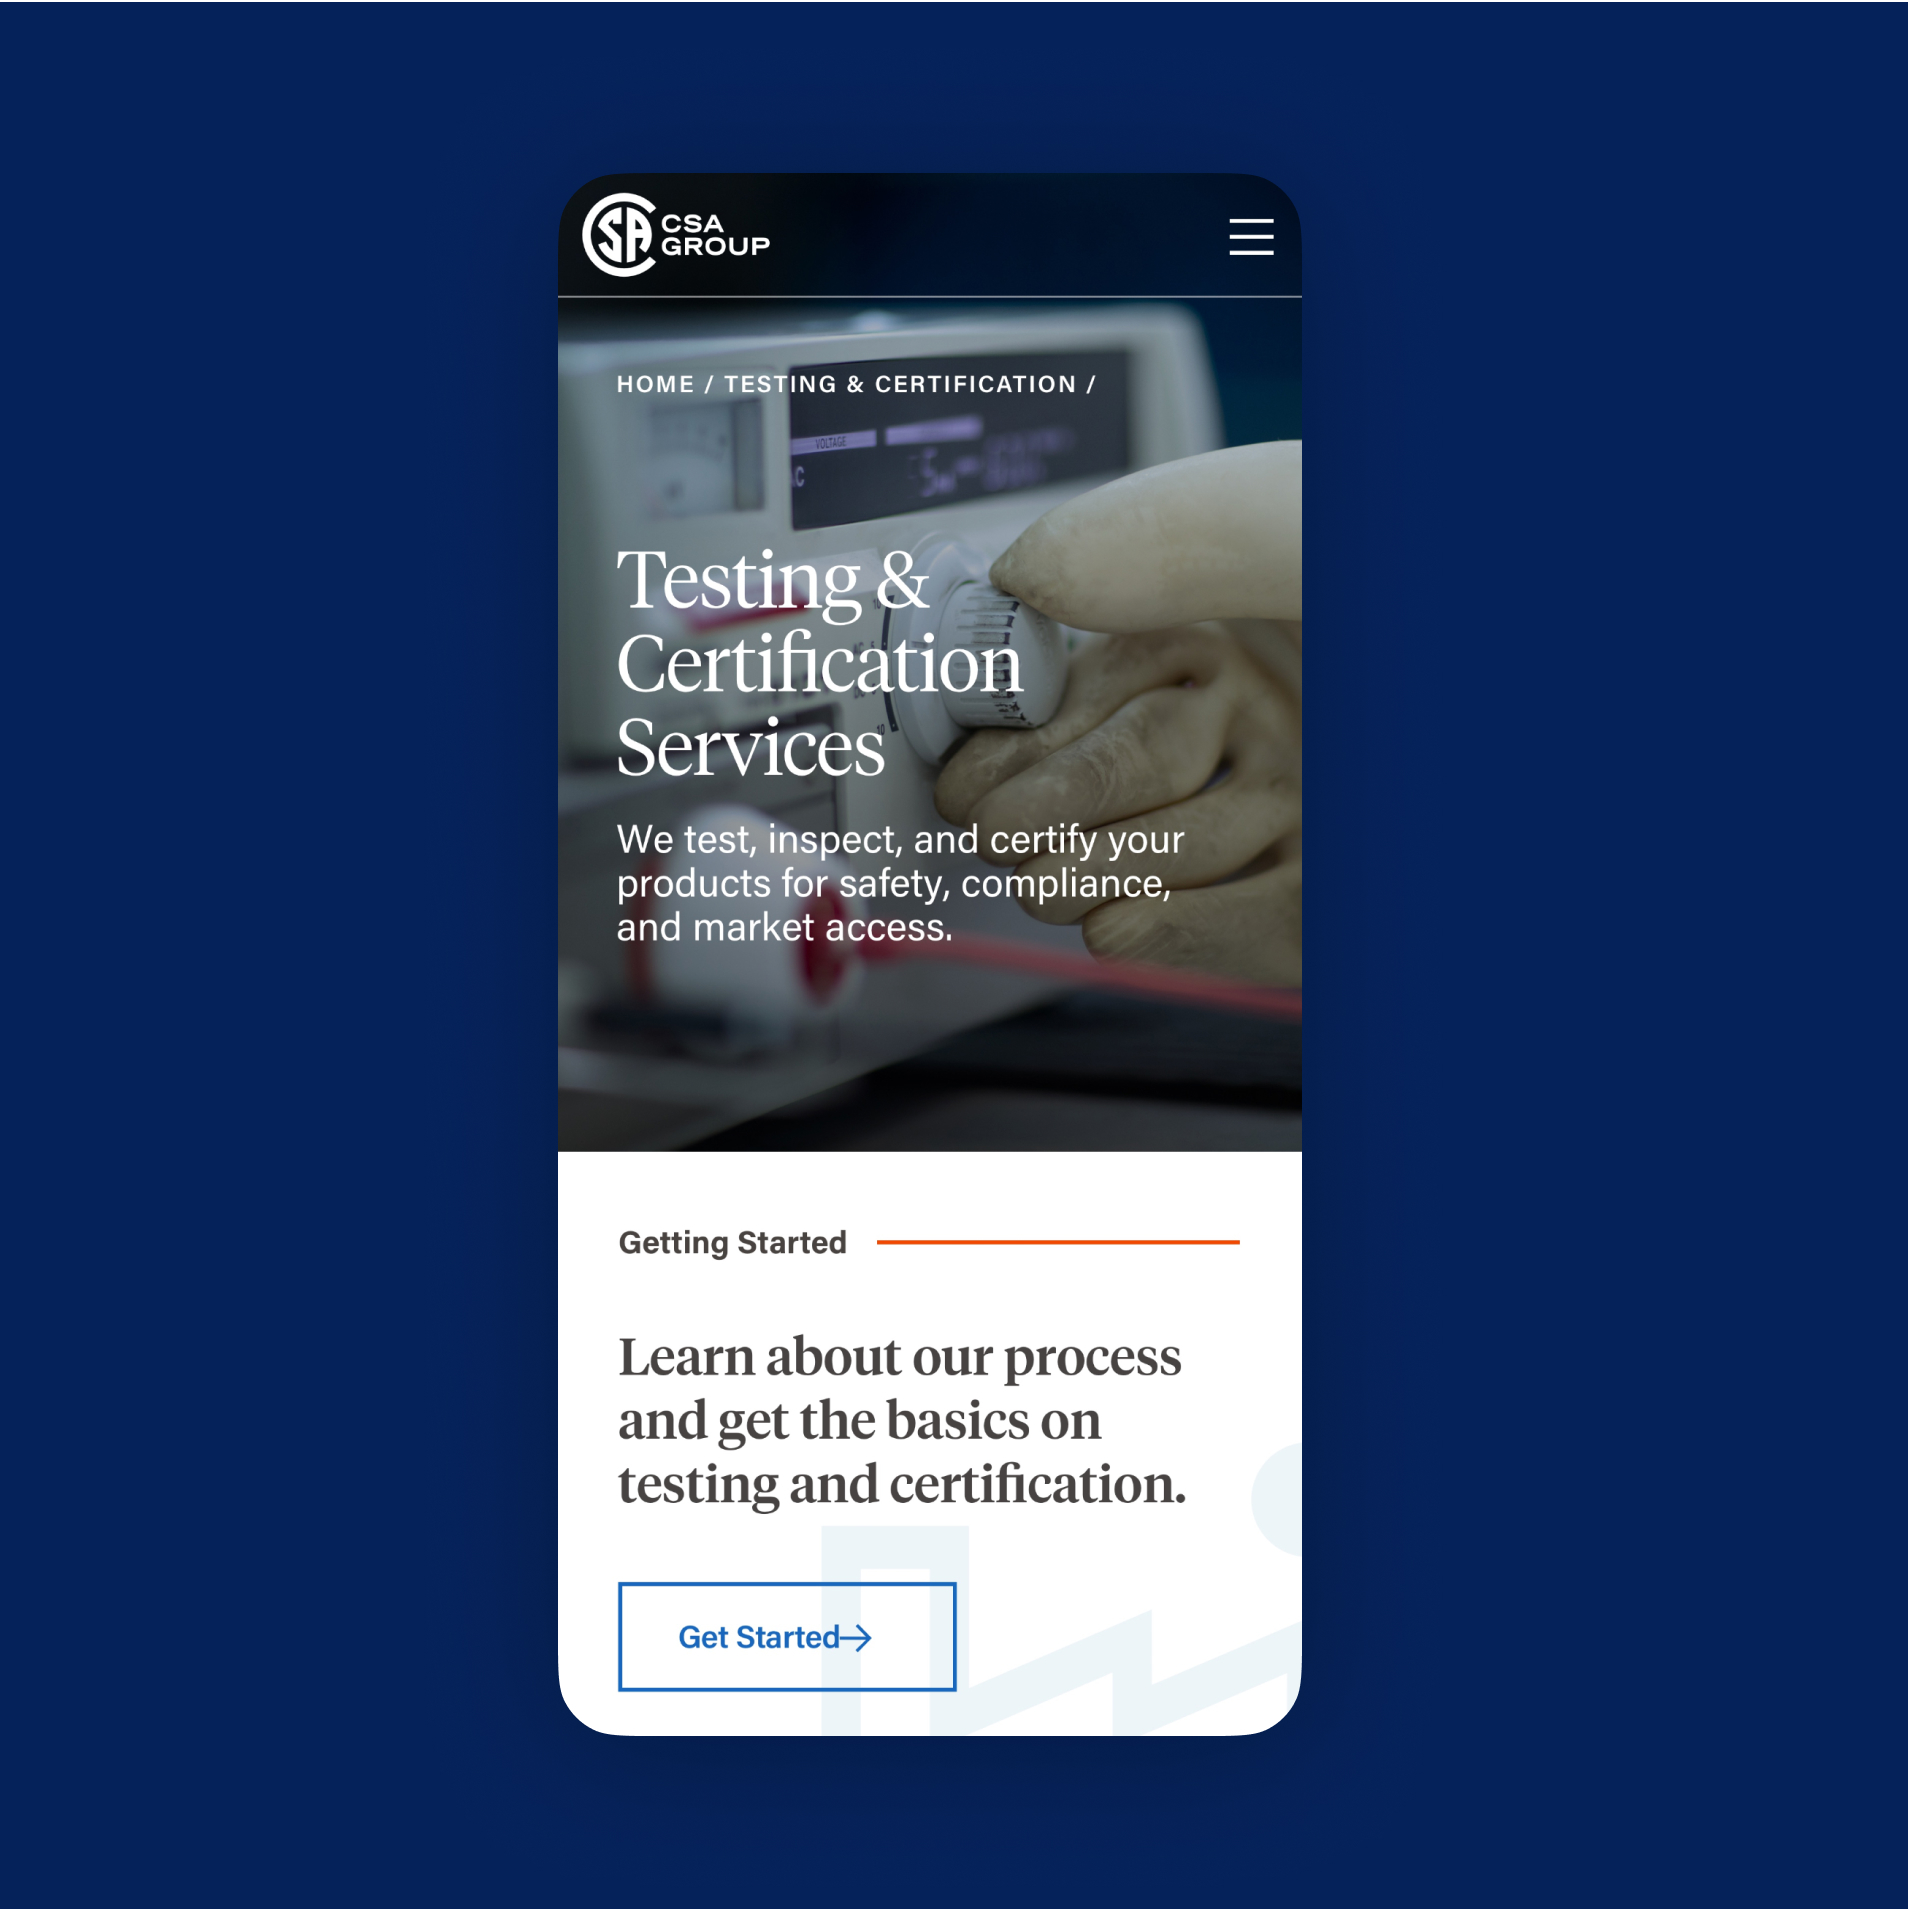 CSA
GROUP
HOME / TESTING & CERTIFICATION /
VOLTAGE
Testing &
Certification
Services
We test, inspect, and certify your
products for safety, compliance,
and market access.
Getting Started
Learn about our process
and get the basics on
testing and certification.
Get Started